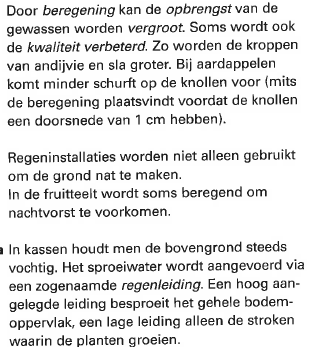 Door beregening kan de opbrengst van de
gewassen worden vergroot. Soms wordt ook
de kwaliteit verbeterd. Zo worden de kroppen
van andijvie en sla groter. Bij aardappelen
komt minder schurft op de knollen voor (mits
de beregening plaatsvindt voordat de knollen
een doorsnede van 1 cm hebben).

Regeninstallaties worden niet alleen gebruikt
om de grond nat te maken.
In de fruitteelt wordt soms beregend om
nachtvorst te voorkomen.

In kassen houdt men de bovengrond steeds
vochtig. Het sproeiwater wordt aangevoerd via
een zogenaamde regenleiding. Een hoog aan-
gelegde leiding besproeit het gehele bodem-
oppervlak, een lage leiding alleen de stroken
waarin de planten groeien.